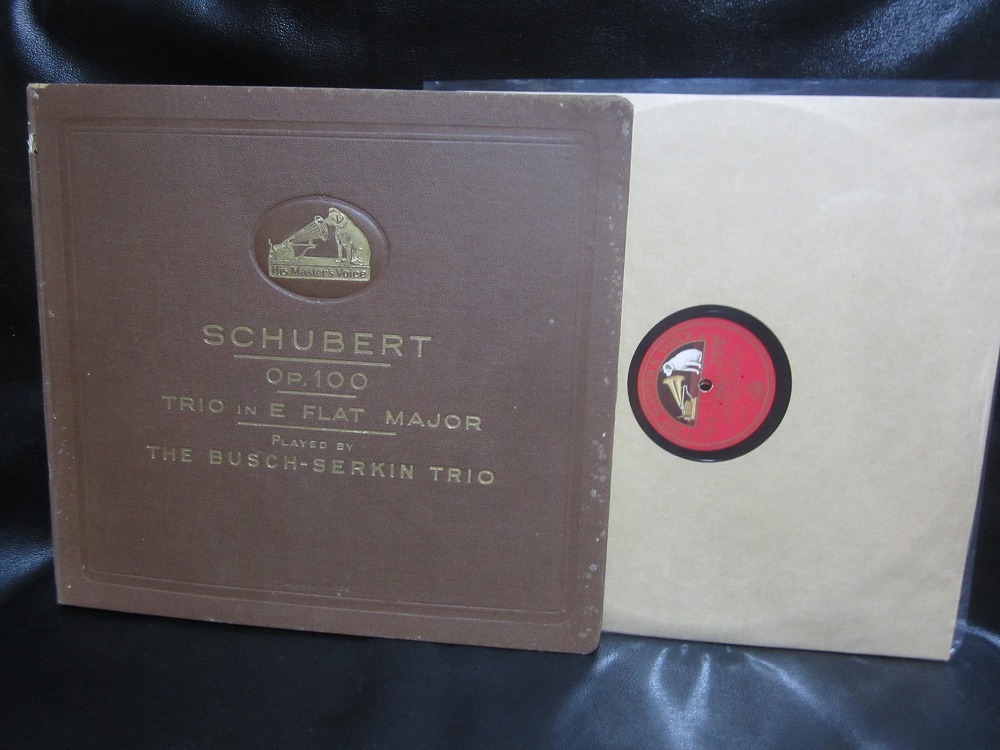 His Master's Voice
SCHUBERT
OP. 100
TRIO IN E FLAT MAJOR
PLAYED BY
THE BUSCH-SERKIN TRIO